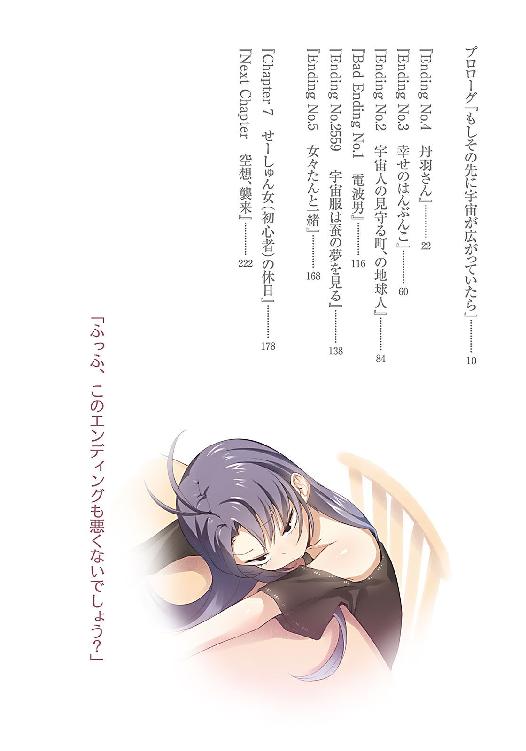 プロローグ『もしその先に宇宙が広がっていたら』………10
『Ending No.4　丹羽さん』………22
『Ending No.3　幸せのはんぶんこ』………60
『Ending No.2　宇宙人の見守る町、の地球人』………84
『Bad Ending No.1　電波男』………116
『Ending No.2559　宇宙服は蚕の夢を見る』………138
『Ending No.5　女々たんと一緒』………168
『Chapter 7　せーしゅん女(初心者)の休日』………178
『Next Chapter　空想、襲来』………222
「ふっふ、このエンディングも悪くないでしょう?」